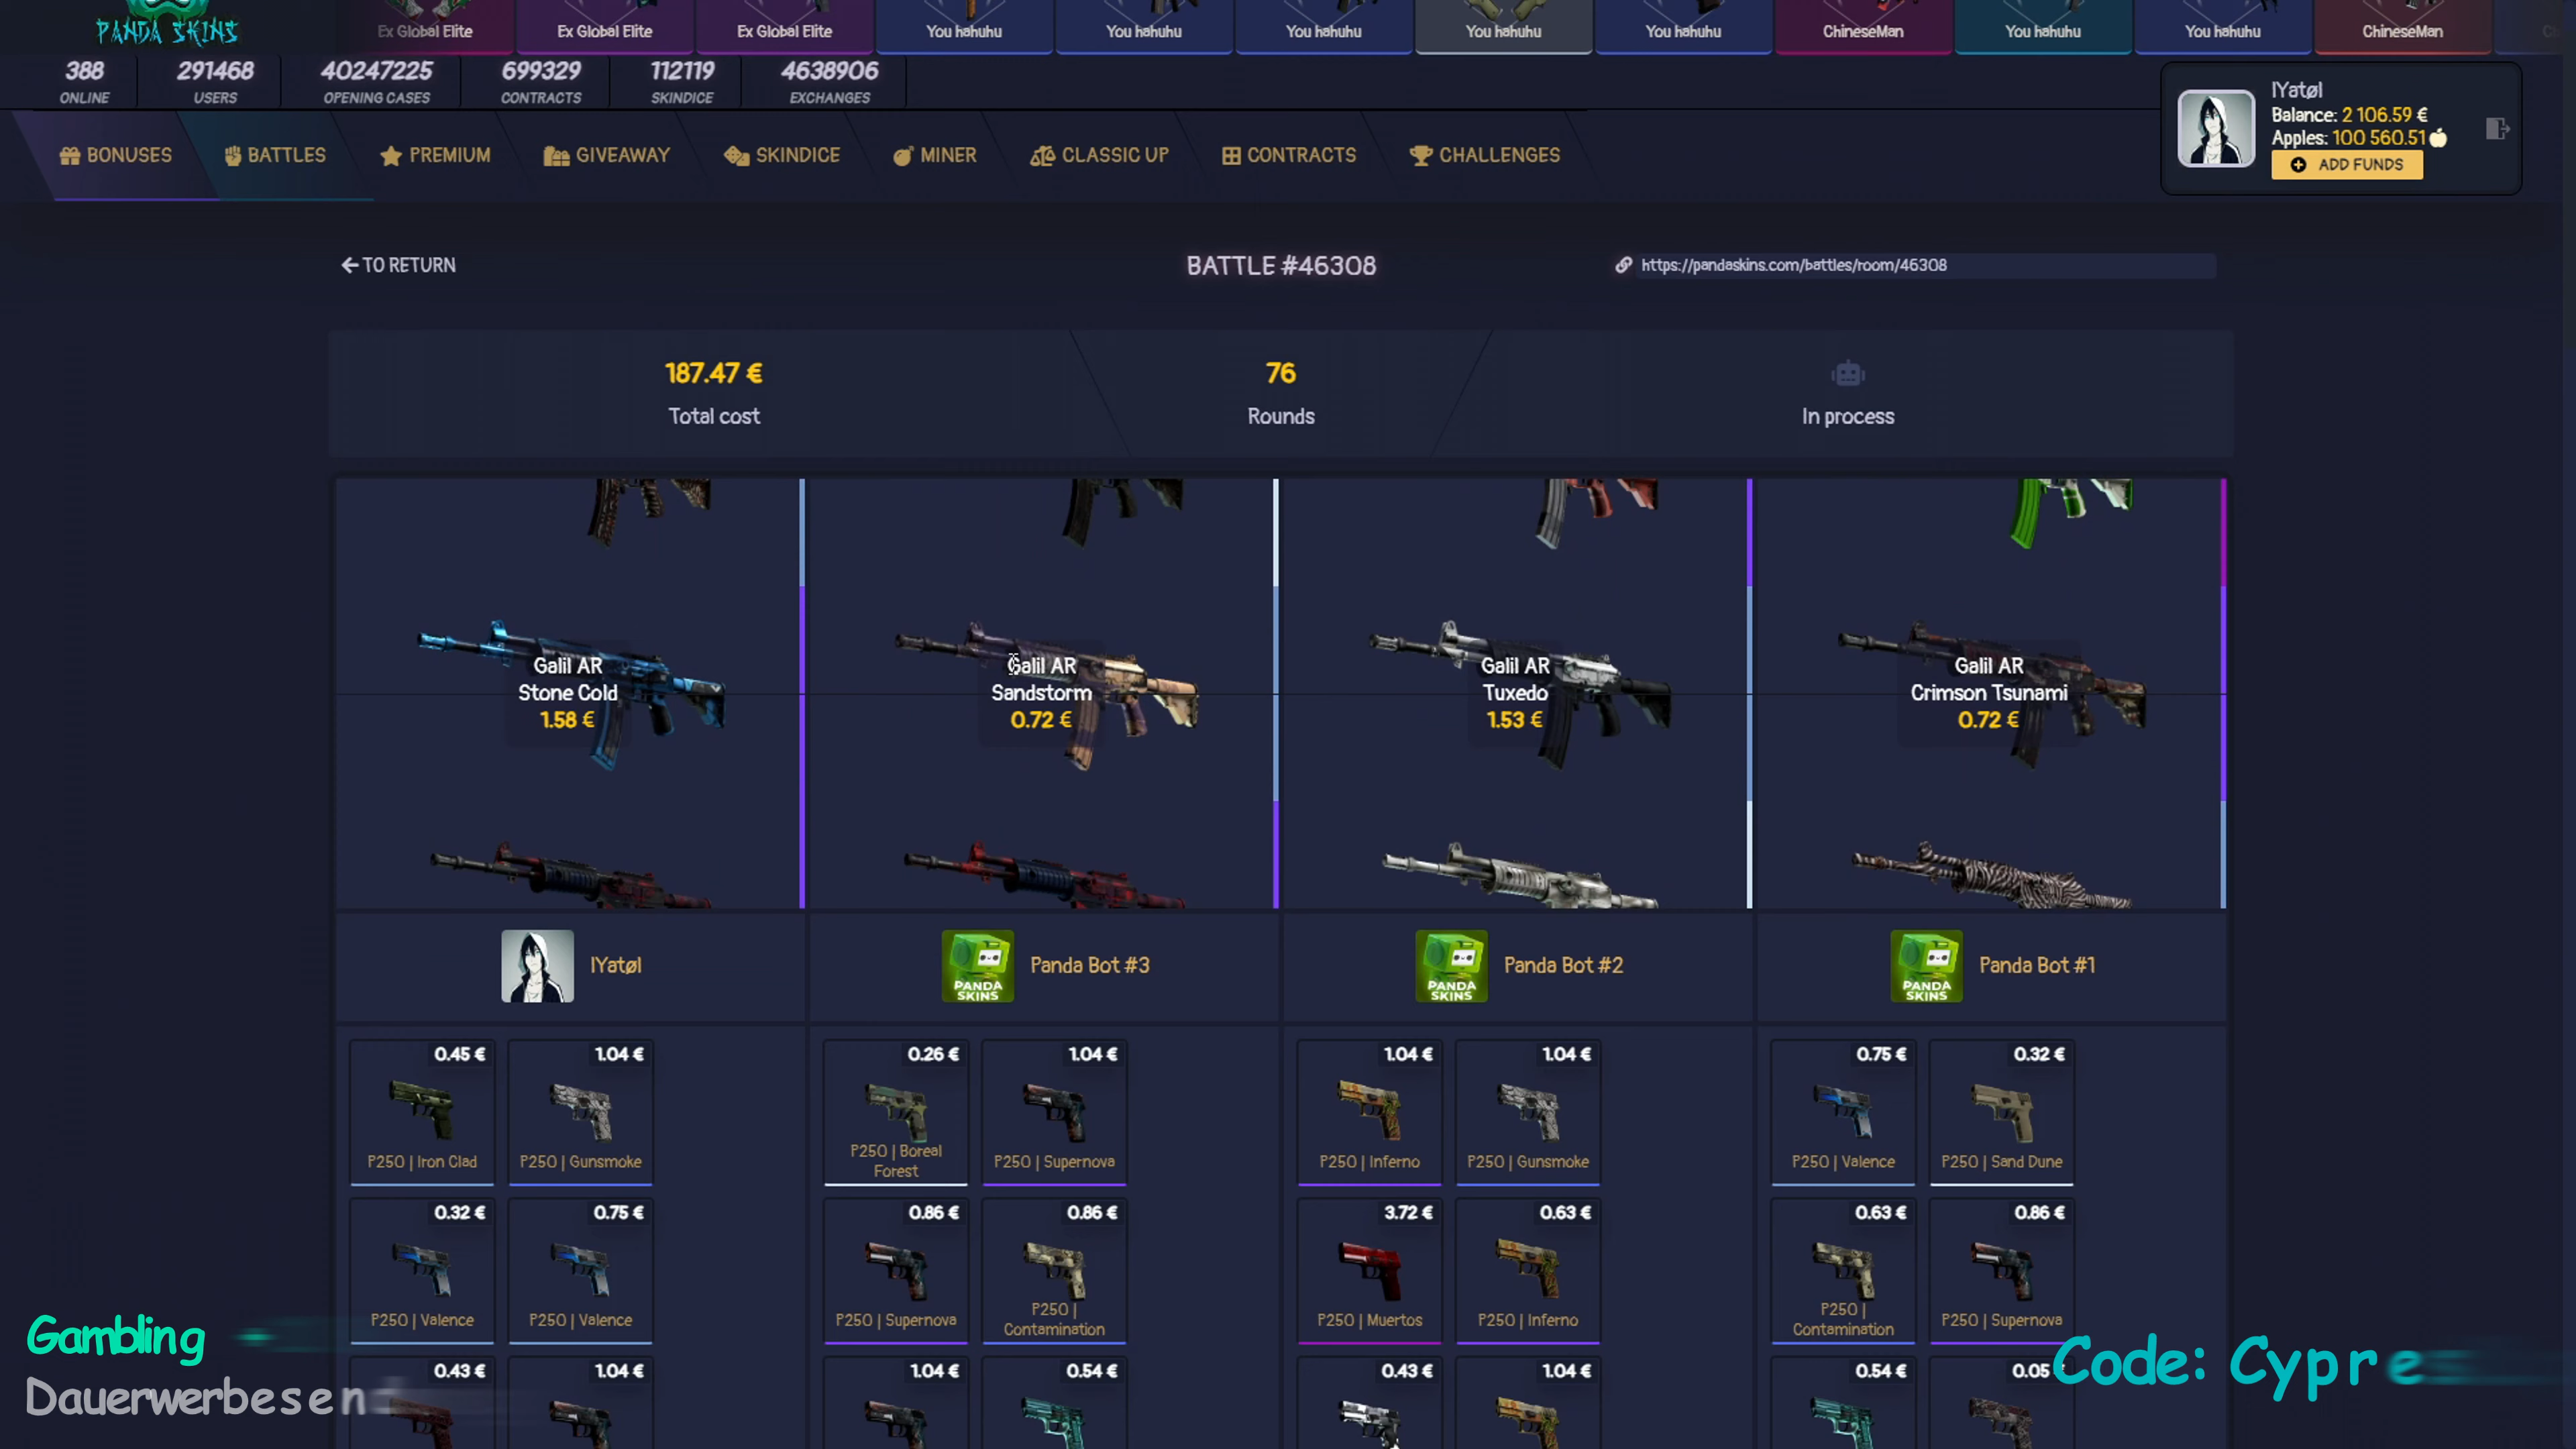 PANDA SKINS
Ex Global Elite
Ex Global Elite
Ex Global Elite
You hahuhu
You hahuhu
You hahuhu
You hahuhu
You hahuhu
ChineseMan
You hahuhu
You hahuhu
ChineseMan
388
ONLINE
291468
USERS
40247225
OPENING CASES
699329
CONTRACTS
112119
SKINDICE
4638906
EXCHANGES
lYatøl
Balance: 2 106.59 €
Apples: 100 560.51
ADD FUNDS
BONUSES
BATTLES
PREMIUM
GIVEAWAY
SKINDICE
MINER
CLASSIC UP
CONTRACTS
CHALLENGES
TO RETURN
BATTLE #46308
https://pandaskins.com/battles/room/46308
187.47 €
Total cost
76
Rounds
In process
Galil AR
Stone Cold
1.58 €
Galil AR
Sandstorm
0.72 €
Galil AR
Tuxedo
1.53 €
Galil AR
Crimson Tsunami
0.72 €
lYatøl
PANDA
SKINS
Panda Bot #3
PANDA
SKINS
Panda Bot #2
PANDA
SKINS
Panda Bot #1
0.45 €
P250 | Iron Clad
1.04 €
P250 | Gunsmoke
0.26 €
P250 | Boreal
Forest
1.04 €
P250 | Supernova
1.04 €
P250 | Inferno
1.04 €
P250 | Gunsmoke
0.75 €
P250 | Valence
0.32 €
P250 | Sand Dune
0.32 €
P250 | Valence
0.75 €
P250 | Valence
0.86 €
P250 | Supernova
0.86 €
P250 |
Contamination
3.72 €
P250 | Muertos
0.63 €
P250 | Inferno
0.63 €
P250 |
Contamination
0.86 €
P250 | Supernova
0.43 €
1.04 €
1.04 €
0.54 €
0.43 €
1.04 €
0.54 €
0.05
Gambling
Dauerwerbesen
Code: Cypre